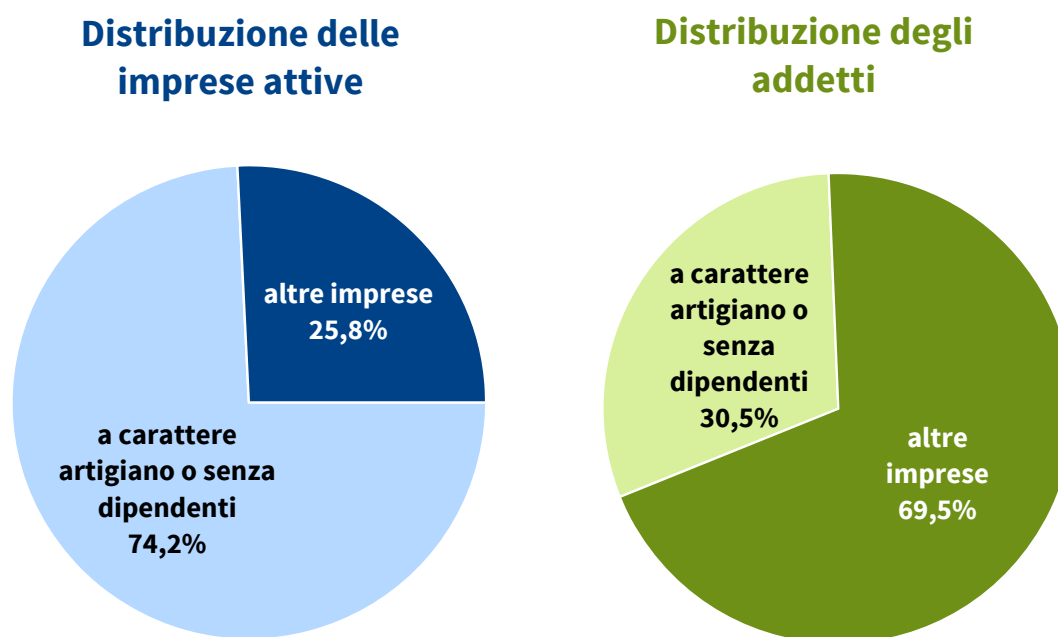 Distribuzione delle
imprese attive
altre imprese
25,8%
a carattere
artigiano o senza
dipendenti
74,2%
Distribuzione degli
addetti
a carattere
artigiano o
senza
dipendenti
30,5%
altre
imprese
69,5%